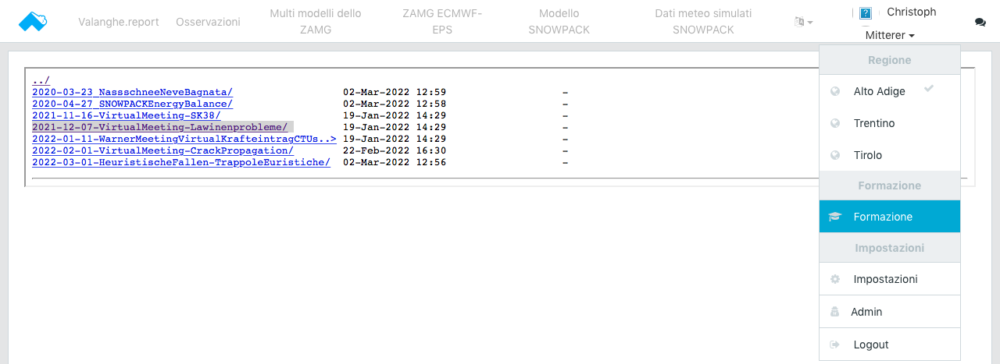 Valanghe.report
Osservazioni
Multi modelli dello
ZAMG
ZAMG ECMWF-
EPS
Modello
SNOWPACK
Dati meteo simulati
SNOWPACK
?
Christoph
Mitterer
../
2020-03-23_NassschneeNeveBagnata/ 02-Mar-2022 12:59 -
2020-04-27_SNOWPACKEnergyBalance/ 02-Mar-2022 12:58 -
2021-11-16-VirtualMeeting-SK38/ 19-Jan-2022 14:29 -
2021-12-07-VirtualMeeting-Lawinenprobleme/ 19-Jan-2022 14:29 -
2022-01-11-WarnerMeetingVirtualKrafteintragCTUs..> 19-Jan-2022 14:29 -
2022-02-01-VirtualMeeting-CrackPropagation/ 22-Feb-2022 16:30 -
2022-03-01-HeuristischeFallen-TrappoleEuristiche/ 02-Mar-2022 12:56 -
Regione
Alto Adige
Trentino
Tirolo
Formazione
Formazione
Impostazioni
Impostazioni
Admin
Logout